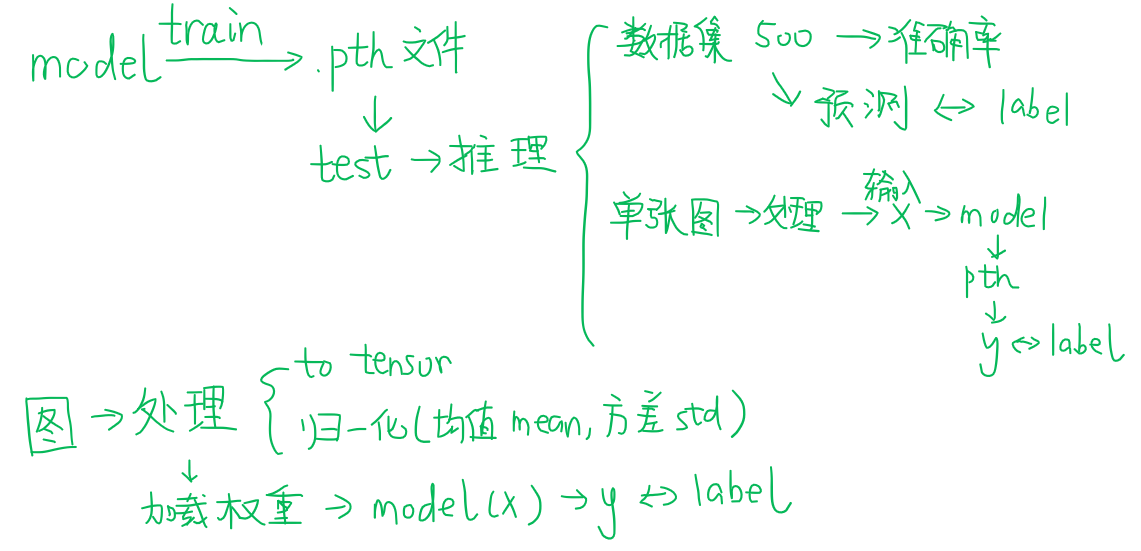 model train → .pth 文件
↓
test → 推理
数据集 500 → 准确率
↘ 预测 ↔ label
单张图 → 处理 → 输入 X → model
↓
pth
↓
y ↔ label
图 → 处理
to tensor
归一化(均值 mean, 方差 std)
↓
加载权重 → model(x) → y ↔ label